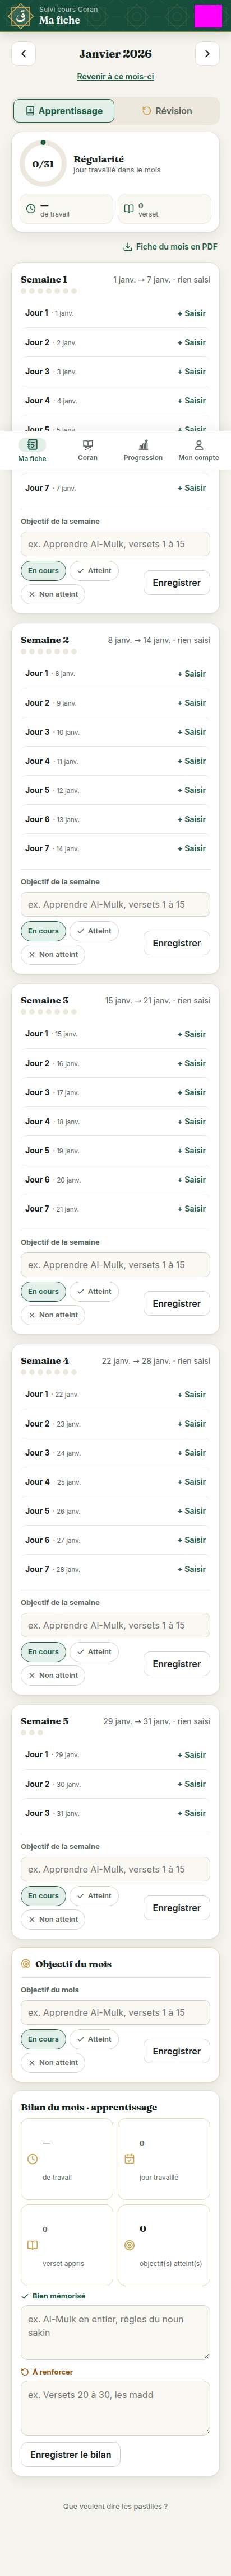 ق
Suivi cours Coran
Ma fiche
Janvier 2026
Revenir à ce mois-ci
Apprentissage
Révision
0/31
Régularité
jour travaillé dans le mois
—
de travail
0
verset
Fiche du mois en PDF
Semaine 1
1 janv. → 7 janv. · rien saisi
Jour 1 · 1 janv.
+ Saisir
Jour 2 · 2 janv.
+ Saisir
Jour 3 · 3 janv.
+ Saisir
Jour 4 · 4 janv.
+ Saisir
Jour 5 · 5 janv.
+ Saisir
Ma fiche
Coran
Progression
Mon compte
Jour 7 · 7 janv.
+ Saisir
Objectif de la semaine
ex. Apprendre Al-Mulk, versets 1 à 15
En cours
Atteint
Non atteint
Enregistrer
Semaine 2
8 janv. → 14 janv. · rien saisi
Jour 1 · 8 janv.
+ Saisir
Jour 2 · 9 janv.
+ Saisir
Jour 3 · 10 janv.
+ Saisir
Jour 4 · 11 janv.
+ Saisir
Jour 5 · 12 janv.
+ Saisir
Jour 6 · 13 janv.
+ Saisir
Jour 7 · 14 janv.
+ Saisir
Objectif de la semaine
ex. Apprendre Al-Mulk, versets 1 à 15
En cours
Atteint
Non atteint
Enregistrer
Semaine 3
15 janv. → 21 janv. · rien saisi
Jour 1 · 15 janv.
+ Saisir
Jour 2 · 16 janv.
+ Saisir
Jour 3 · 17 janv.
+ Saisir
Jour 4 · 18 janv.
+ Saisir
Jour 5 · 19 janv.
+ Saisir
Jour 6 · 20 janv.
+ Saisir
Jour 7 · 21 janv.
+ Saisir
Objectif de la semaine
ex. Apprendre Al-Mulk, versets 1 à 15
En cours
Atteint
Non atteint
Enregistrer
Semaine 4
22 janv. → 28 janv. · rien saisi
Jour 1 · 22 janv.
+ Saisir
Jour 2 · 23 janv.
+ Saisir
Jour 3 · 24 janv.
+ Saisir
Jour 4 · 25 janv.
+ Saisir
Jour 5 · 26 janv.
+ Saisir
Jour 6 · 27 janv.
+ Saisir
Jour 7 · 28 janv.
+ Saisir
Objectif de la semaine
ex. Apprendre Al-Mulk, versets 1 à 15
En cours
Atteint
Non atteint
Enregistrer
Semaine 5
29 janv. → 31 janv. · rien saisi
Jour 1 · 29 janv.
+ Saisir
Jour 2 · 30 janv.
+ Saisir
Jour 3 · 31 janv.
+ Saisir
Objectif de la semaine
ex. Apprendre Al-Mulk, versets 1 à 15
En cours
Atteint
Non atteint
Enregistrer
Objectif du mois
Objectif du mois
ex. Apprendre Al-Mulk, versets 1 à 15
En cours
Atteint
Non atteint
Enregistrer
Bilan du mois · apprentissage
—
de travail
0
jour travaillé
0
verset appris
0
objectif(s) atteint(s)
Bien mémorisé
ex. Al-Mulk en entier, règles du noun
sakin
À renforcer
ex. Versets 20 à 30, les madd
Enregistrer le bilan
Que veulent dire les pastilles ?